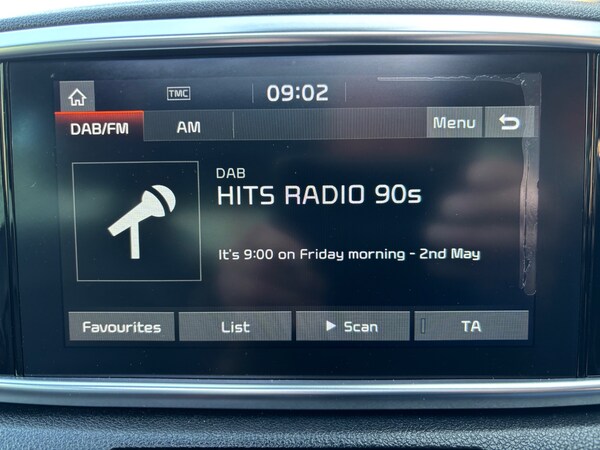 TMC 09:02
DAB/FM AM Menu
DAB
HITS RADIO 90s
It's 9:00 on Friday morning - 2nd May
Favourites List Scan TA